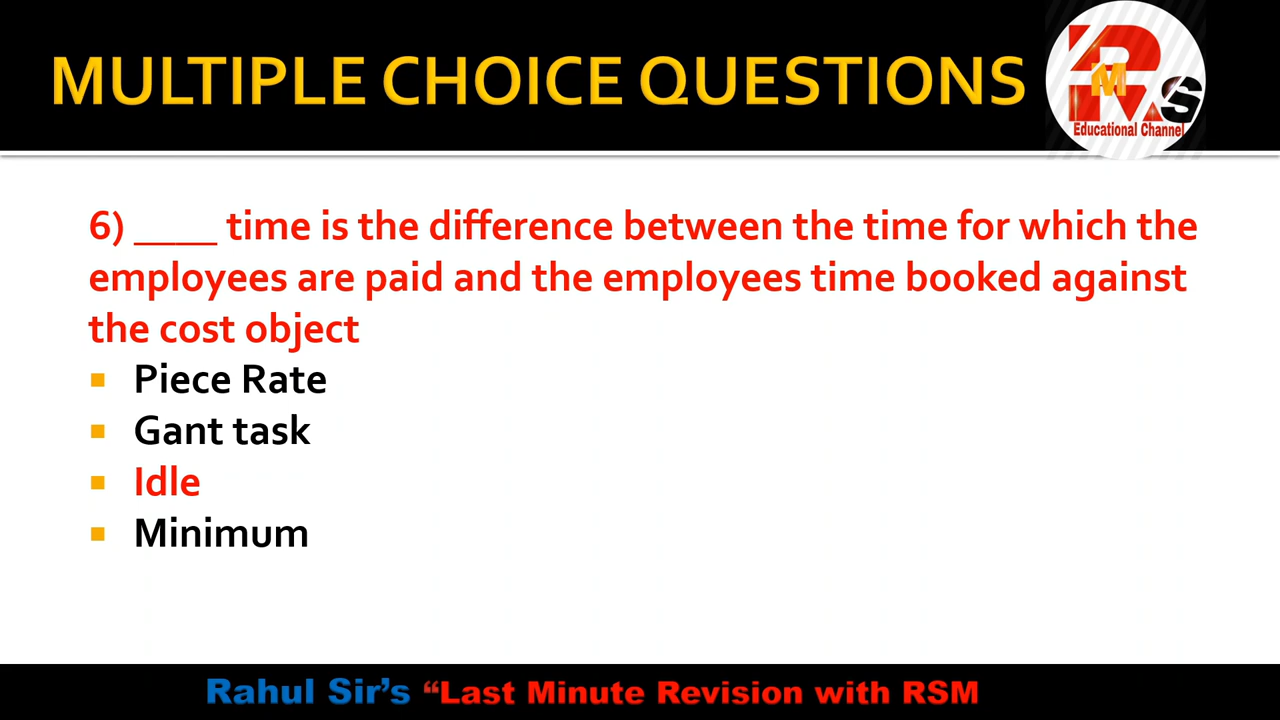 MULTIPLE CHOICE QUESTIONS
RMS
Educational Channel
6) ____ time is the difference between the time for which the
employees are paid and the employees time booked against
the cost object
Piece Rate
Gant task
Idle
Minimum
Rahul Sir's “Last Minute Revision with RSM